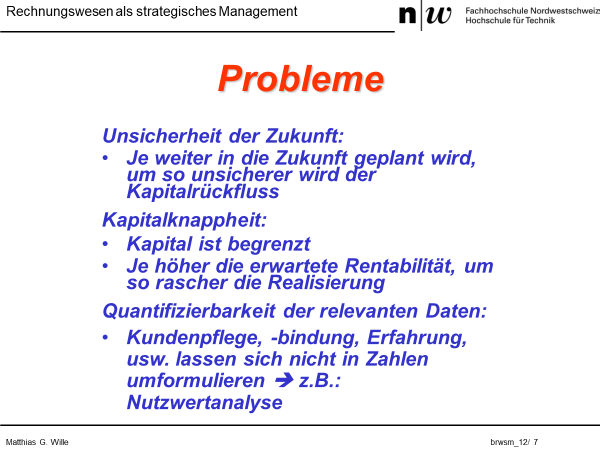 Rechnungswesen als strategisches Management
n|w Fachhochschule Nordwestschweiz
Hochschule für Technik
Probleme
Unsicherheit der Zukunft:
• Je weiter in die Zukunft geplant wird,
um so unsicherer wird der
Kapitalrückfluss
Kapitalknappheit:
• Kapital ist begrenzt
• Je höher die erwartete Rentabilität, um
so rascher die Realisierung
Quantifizierbarkeit der relevanten Daten:
• Kundenpflege, -bindung, Erfahrung,
usw. lassen sich nicht in Zahlen
umformulieren ➔ z.B.:
Nutzwertanalyse
Matthias G. Wille
brwsm_12/ 7